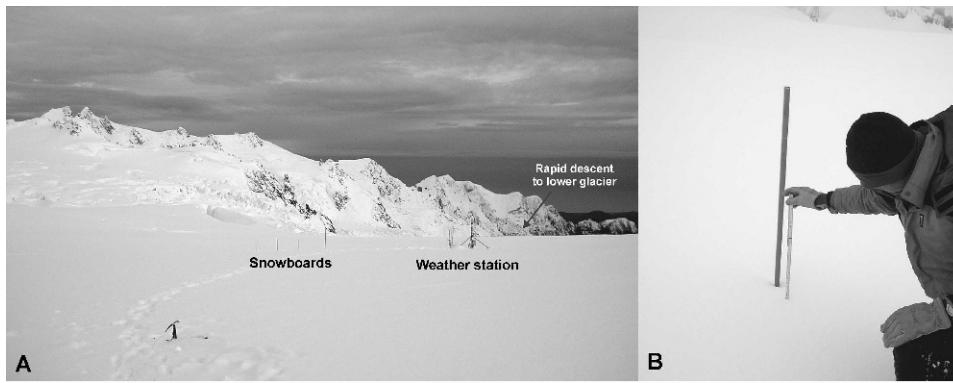 Rapid descent
to lower glacier
Snowboards
Weather station
A
B